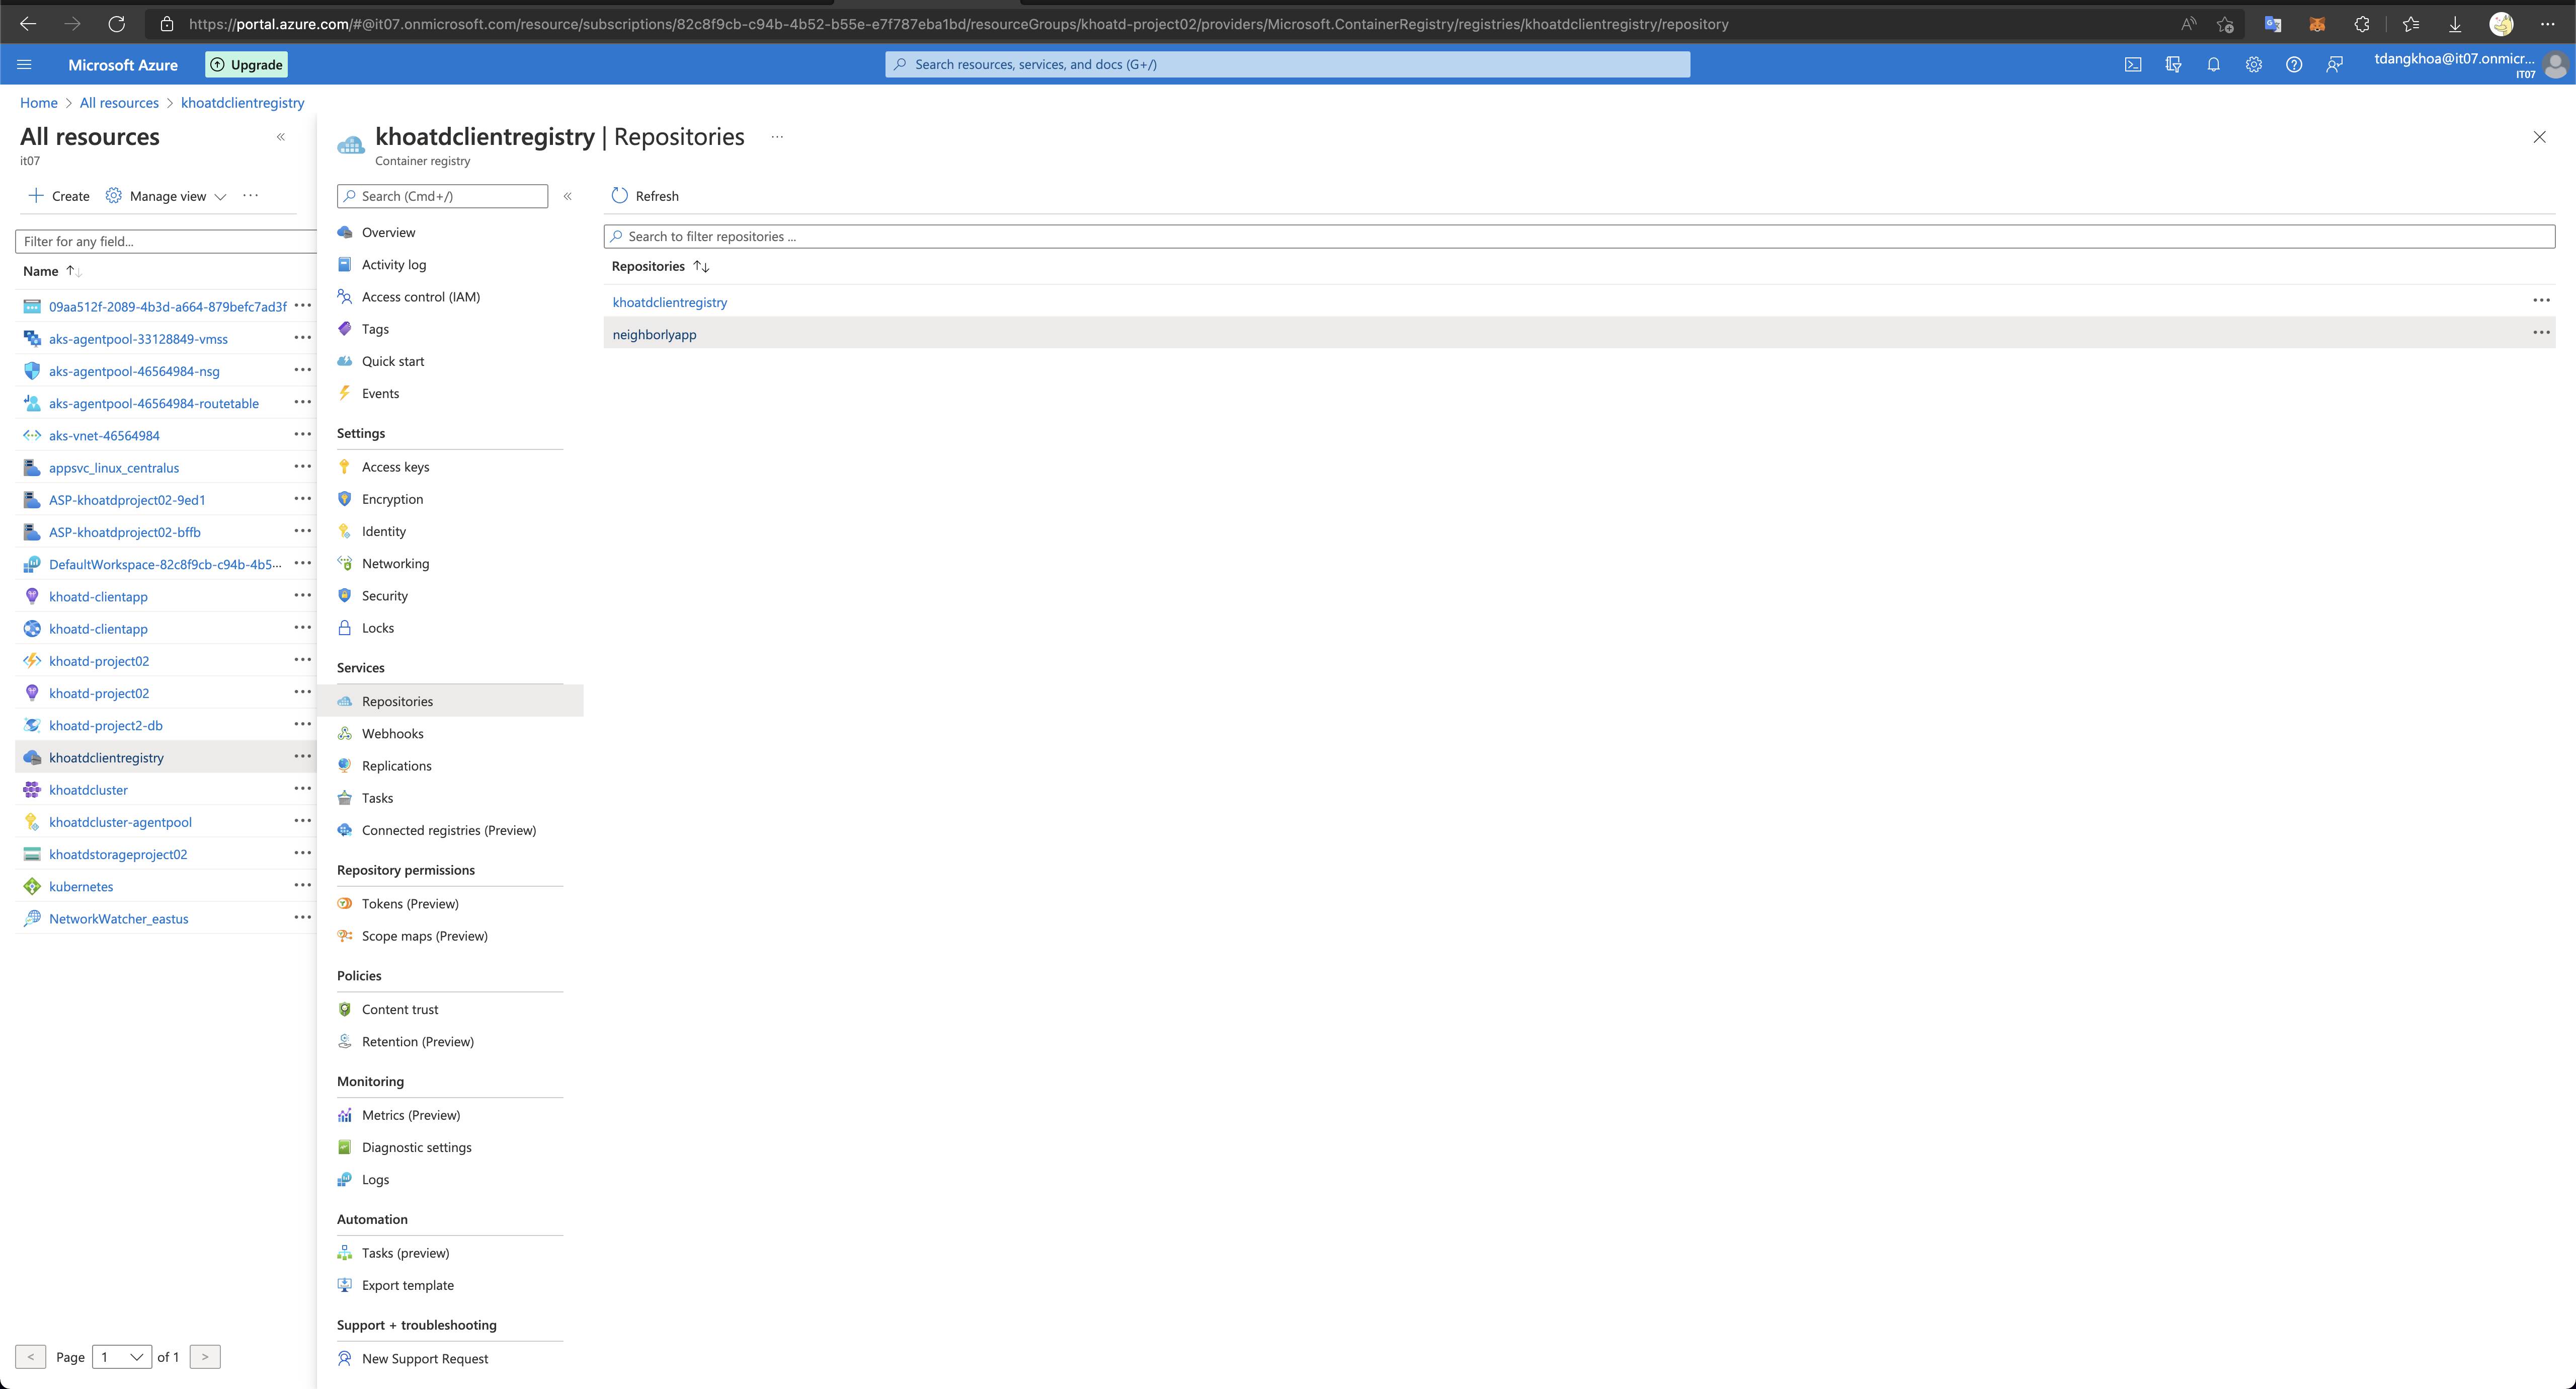 https://portal.azure.com/#@it07.onmicrosoft.com/resource/subscriptions/82c8f9cb-c94b-4b52-b55e-e7f787eba1bd/resourceGroups/khoatd-project02/providers/Microsoft.ContainerRegistry/registries/khoatdclientregistry/repository
Microsoft Azure
Upgrade
Search resources, services, and docs (G+/)
tdangkhoa@it07.onmicr...
IT07
Home > All resources > khoatdclientregistry
All resources
it07
Create
Manage view
Filter for any field...
Name
09aa512f-2089-4b3d-a664-879befc7ad3f
aks-agentpool-33128849-vmss
aks-agentpool-46564984-nsg
aks-agentpool-46564984-routetable
aks-vnet-46564984
appsvc_linux_centralus
ASP-khoatdproject02-9ed1
ASP-khoatdproject02-bffb
DefaultWorkspace-82c8f9cb-c94b-4b5...
khoatd-clientapp
khoatd-clientapp
khoatd-project02
khoatd-project02
khoatd-project2-db
khoatdclientregistry
khoatdcluster
khoatdcluster-agentpool
khoatdstorageproject02
kubernetes
NetworkWatcher_eastus
< Page 1 of 1 >
khoatdclientregistry | Repositories
Container registry
Search (Cmd+/)
Overview
Activity log
Access control (IAM)
Tags
Quick start
Events
Settings
Access keys
Encryption
Identity
Networking
Security
Locks
Services
Repositories
Webhooks
Replications
Tasks
Connected registries (Preview)
Repository permissions
Tokens (Preview)
Scope maps (Preview)
Policies
Content trust
Retention (Preview)
Monitoring
Metrics (Preview)
Diagnostic settings
Logs
Automation
Tasks (preview)
Export template
Support + troubleshooting
New Support Request
Refresh
Search to filter repositories ...
Repositories
khoatdclientregistry
neighborlyapp